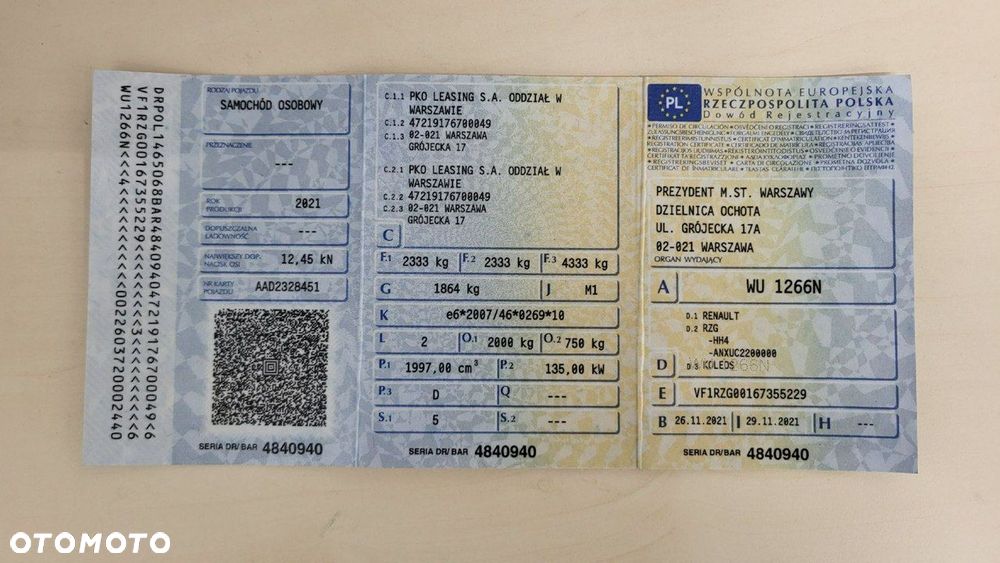 DRPOL1465068BAR4840940472191767 00049<6
VF1RZG00167355229<<<<<<<<<3<<<<<<<<<<6
WU1266N<<4<<<<<<<<<<<<<0022603720002440
RODZAJ POJAZDU
SAMOCHÓD OSOBOWY
PRZEZNACZENIE
---
ROK PRODUKCJI
2021
DOPUSZCZALNA ŁADOWNOŚĆ
---
NAJWIĘKSZY DOP. NACISK OSI
12,45 kN
NR KARTY POJAZDU
AAD2328451
SERIA DR/BAR 4840940
C.1.1 PKO LEASING S.A. ODDZIAŁ W
WARSZAWIE
C.1.2 47219176700049
C.1.3 02-021 WARSZAWA
GRÓJECKA 17
C.2.1 PKO LEASING S.A. ODDZIAŁ W
WARSZAWIE
C.2.2 47219176700049
C.2.3 02-021 WARSZAWA
GRÓJECKA 17
C
F.1 2333 kg F.2 2333 kg F.3 4333 kg
G 1864 kg J M1
K e6*2007/46*0269*10
L 2 O.1 2000 kg O.2 750 kg
P.1 1997,00 cm³ P.2 135,00 kW
P.3 D Q ---
S.1 5 S.2 ---
SERIA DR/BAR 4840940
PL
WSPÓLNOTA EUROPEJSKA
RZECZPOSPOLITA POLSKA
Dowód Rejestracyjny
PREZYDENT M.ST. WARSZAWY
DZIELNICA OCHOTA
UL. GRÓJECKA 17A
02-021 WARSZAWA
ORGAN WYDAJĄCY
A WU 1266N
D.1 RENAULT
D.2 RZG
-HH4
-ANXUC2200000
D D.3 KOLEOS
E VF1RZG00167355229
B 26.11.2021 I 29.11.2021 H ---
SERIA DR/BAR 4840940
OTOMOTO